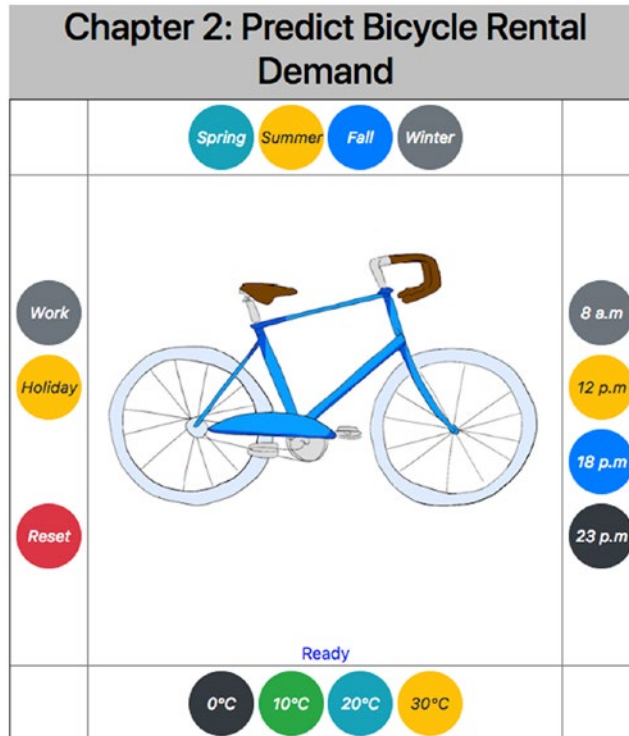 Chapter 2: Predict Bicycle Rental
Demand
Spring Summer Fall Winter
Work
8 a.m
Holiday
12 p.m
18 p.m
Reset
23 p.m
Ready
0°C 10°C 20°C 30°C